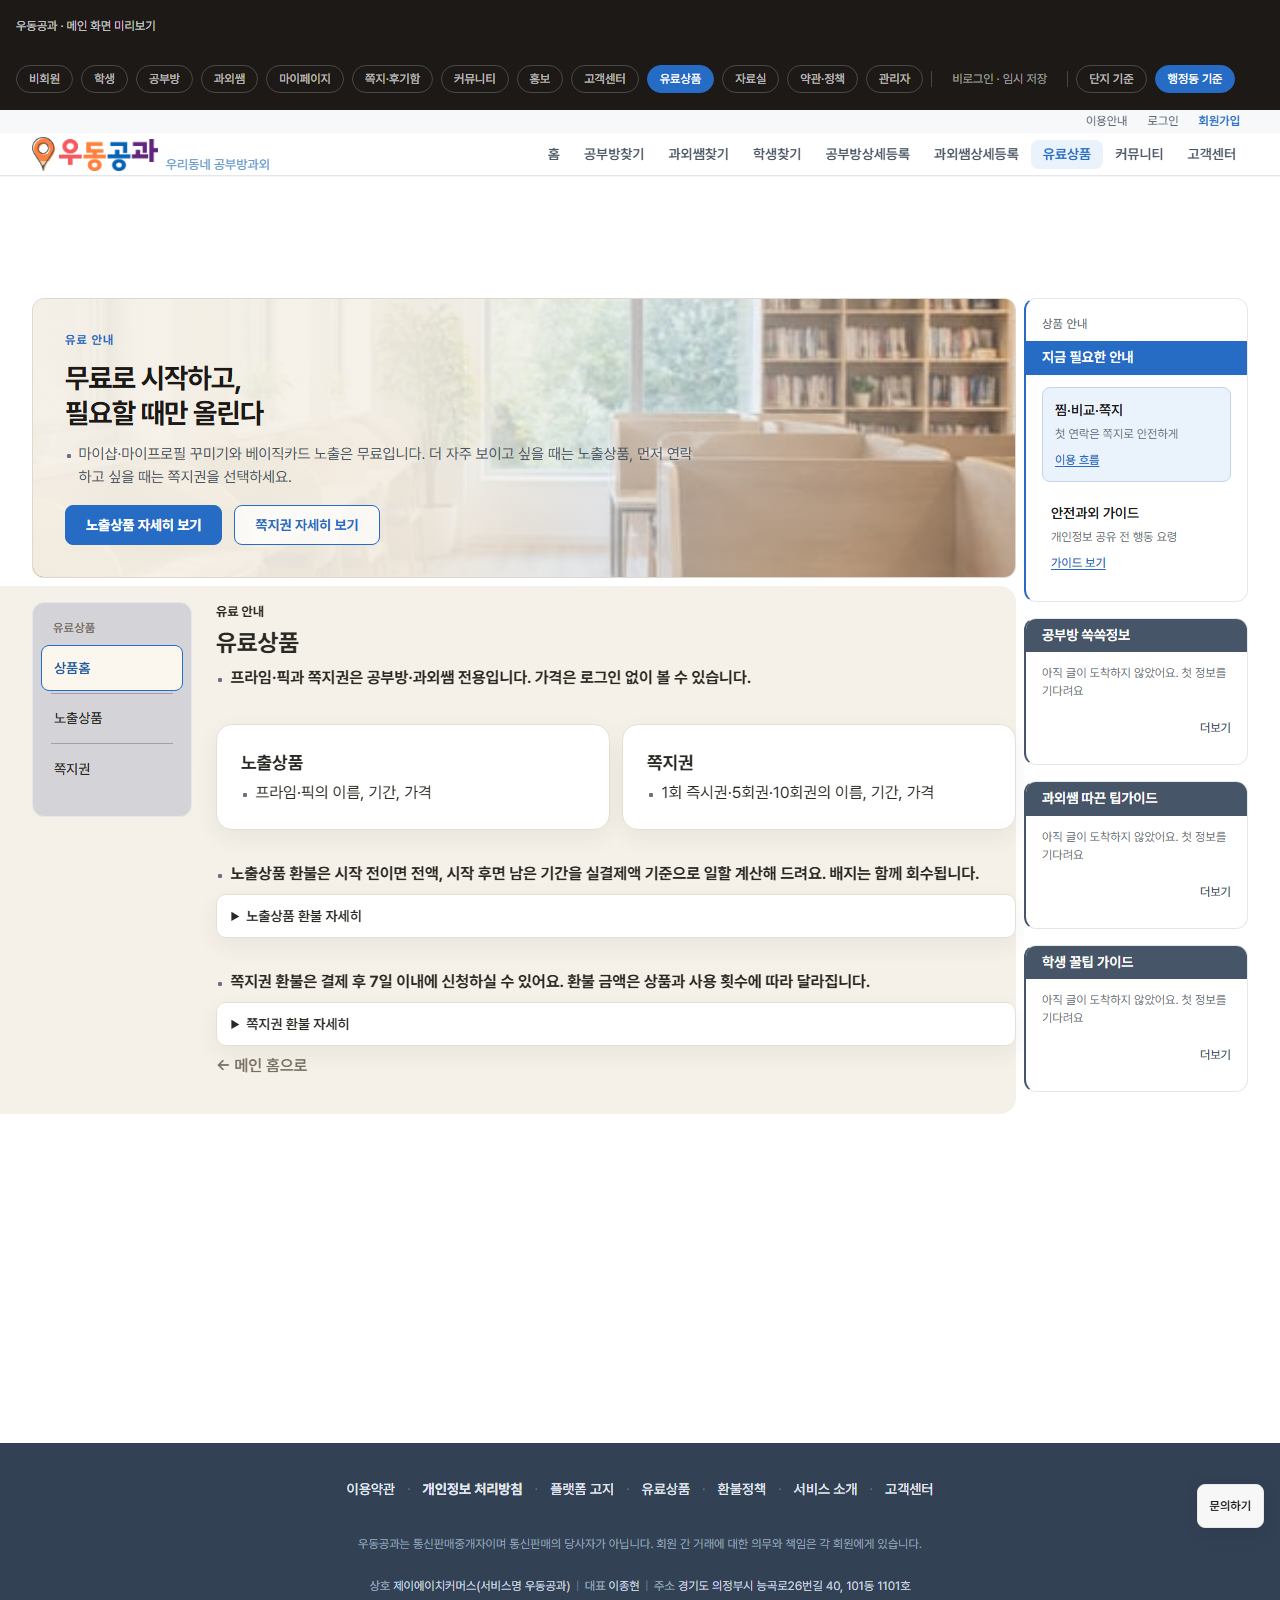 우동공과 · 메인 화면 미리보기
비회원
학생
공부방
과외쌤
마이페이지
쪽지·후기함
커뮤니티
홍보
고객센터
유료상품
자료실
약관·정책
관리자
비로그인 · 임시 저장
단지 기준
행정동 기준
이용안내
로그인
회원가입
우동공과
우리동네 공부방과외
홈
공부방찾기
과외쌤찾기
학생찾기
공부방상세등록
과외쌤상세등록
유료상품
커뮤니티
고객센터
유료 안내
무료로 시작하고,
필요할 때만 올린다
마이샵·마이프로필 꾸미기와 베이직카드 노출은 무료입니다. 더 자주 보이고 싶을 때는 노출상품, 먼저 연락
하고 싶을 때는 쪽지권을 선택하세요.
노출상품 자세히 보기
쪽지권 자세히 보기
상품 안내
지금 필요한 안내
찜·비교·쪽지
첫 연락은 쪽지로 안전하게
이용 흐름
안전과외 가이드
개인정보 공유 전 행동 요령
가이드 보기
유료상품
상품홈
노출상품
쪽지권
유료 안내
유료상품
프라임·픽과 쪽지권은 공부방·과외쌤 전용입니다. 가격은 로그인 없이 볼 수 있습니다.
노출상품
프라임·픽의 이름, 기간, 가격
쪽지권
1회 즉시권·5회권·10회권의 이름, 기간, 가격
노출상품 환불은 시작 전이면 전액, 시작 후면 남은 기간을 실결제액 기준으로 일할 계산해 드려요. 배지는 함께 회수됩니다.
▶ 노출상품 환불 자세히
쪽지권 환불은 결제 후 7일 이내에 신청하실 수 있어요. 환불 금액은 상품과 사용 횟수에 따라 달라집니다.
▶ 쪽지권 환불 자세히
← 메인 홈으로
공부방 쏙쏙정보
아직 글이 도착하지 않았어요. 첫 정보를
기다려요
더보기
과외쌤 따끈 팁가이드
아직 글이 도착하지 않았어요. 첫 정보를
기다려요
더보기
학생 꿀팁 가이드
아직 글이 도착하지 않았어요. 첫 정보를
기다려요
더보기
이용약관 · 개인정보 처리방침 · 플랫폼 고지 · 유료상품 · 환불정책 · 서비스 소개 · 고객센터
문의하기
우동공과는 통신판매중개자이며 통신판매의 당사자가 아닙니다. 회원 간 거래에 대한 의무와 책임은 각 회원에게 있습니다.
상호 제이에이치커머스(서비스명 우동공과) | 대표 이종현 | 주소 경기도 의정부시 능곡로26번길 40, 101동 1101호